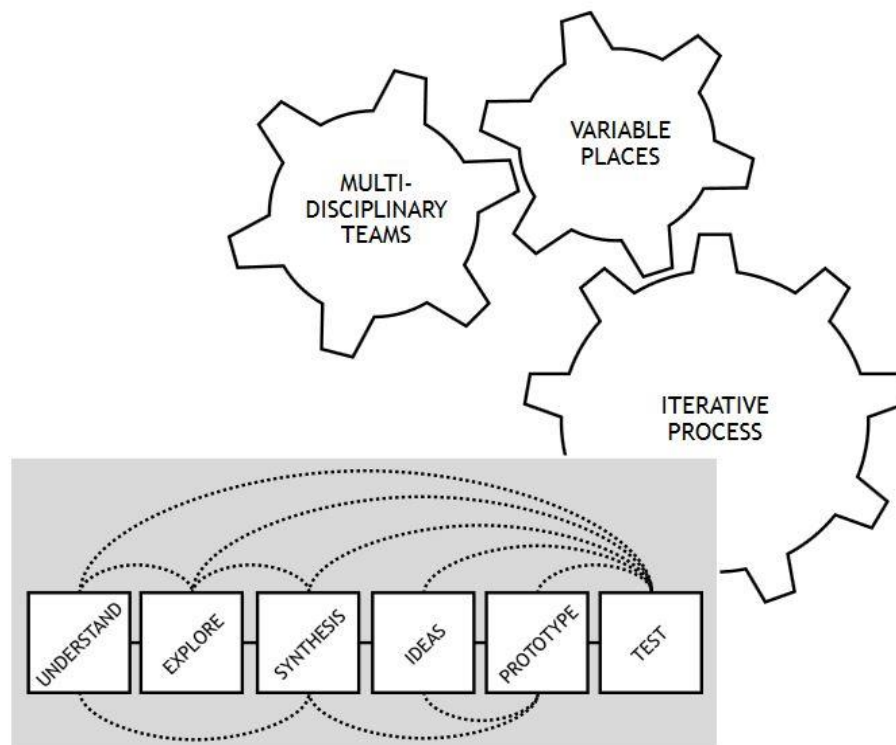 VARIABLE
PLACES
MULTI-
DISCIPLINARY
TEAMS
ITERATIVE
PROCESS
UNDERSTAND
EXPLORE
SYNTHESIS
IDEAS
PROTOTYPE
TEST